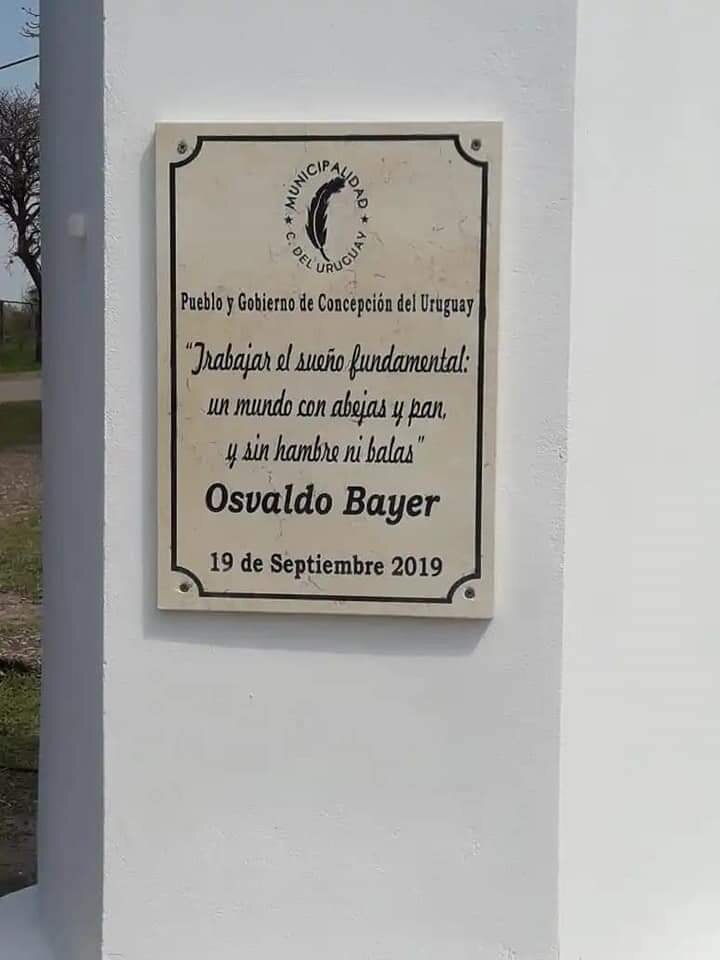 MUNICIPALIDAD
C. DEL URUGUAY
Pueblo y Gobierno de Concepción del Uruguay
“Trabajar el sueño fundamental:
un mundo con abejas y pan,
y sin hambre ni balas”
Osvaldo Bayer
19 de Septiembre 2019